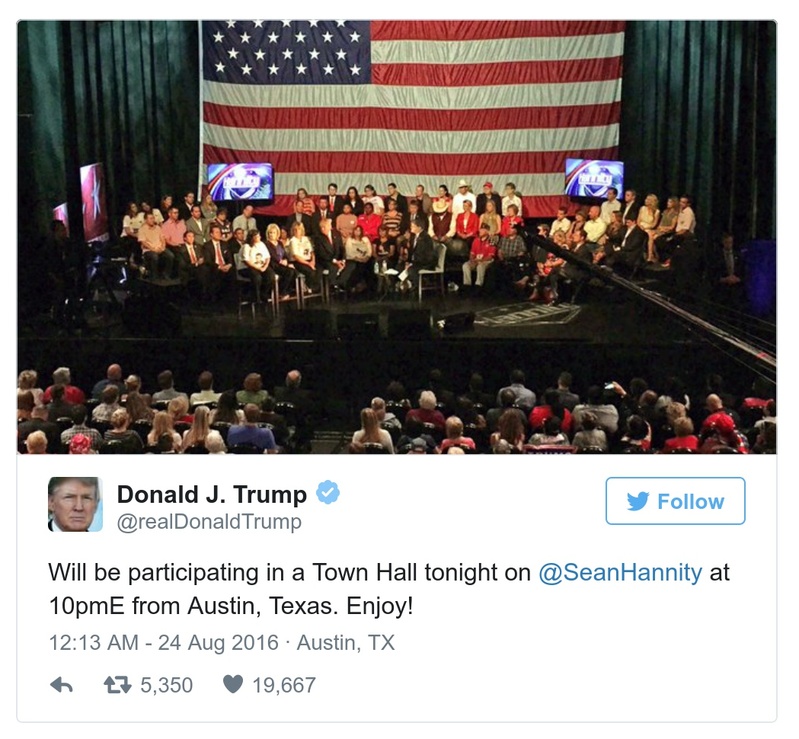 Donald J. Trump
@realDonaldTrump
Follow
Will be participating in a Town Hall tonight on @SeanHannity at
10pmE from Austin, Texas. Enjoy!
12:13 AM - 24 Aug 2016 · Austin, TX
5,350 19,667